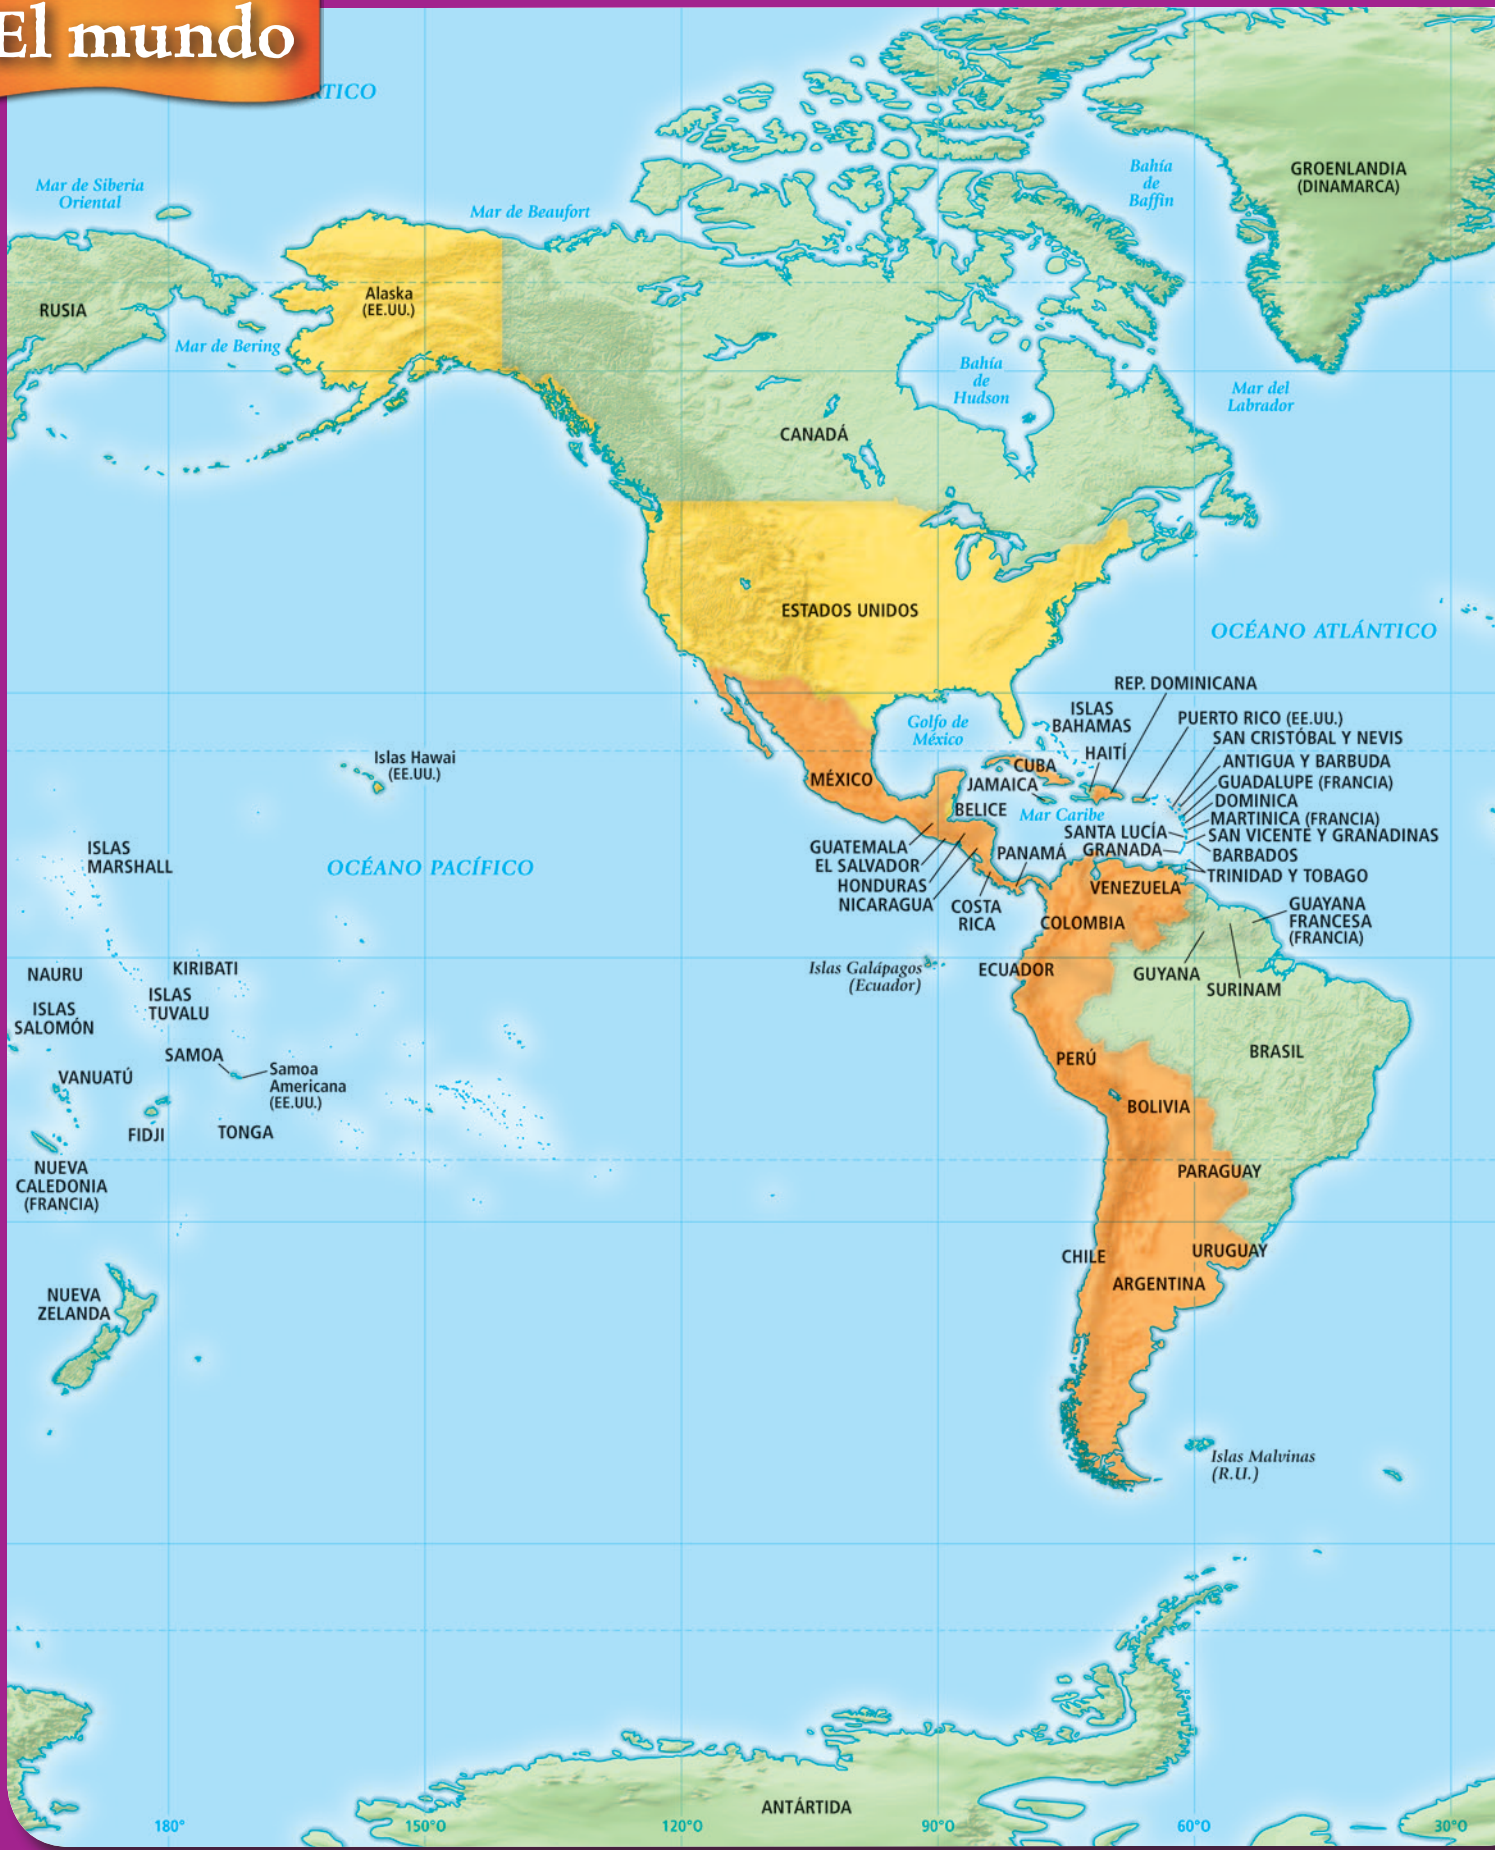 El mundo
Mar de Siberia
Oriental
Mar de Beaufort
Bahía
de
Baffin
GROENLANDIA
(DINAMARCA)
RUSIA
Alaska
(EE.UU.)
Mar de Bering
Bahía
de
Hudson
Mar del
Labrador
CANADÁ
ESTADOS UNIDOS
OCÉANO ATLÁNTICO
REP. DOMINICANA
ISLAS
BAHAMAS
PUERTO RICO (EE.UU.)
SAN CRISTÓBAL Y NEVIS
Golfo de
México
HAITÍ
ANTIGUA Y BARBUDA
Islas Hawai
(EE.UU.)
CUBA
MÉXICO
JAMAICA
GUADALUPE (FRANCIA)
DOMINICA
BELICE
Mar Caribe
MARTINICA (FRANCIA)
SANTA LUCÍA
SAN VICENTE Y GRANADINAS
GUATEMALA
PANAMÁ
GRANADA
BARBADOS
EL SALVADOR
TRINIDAD Y TOBAGO
HONDURAS
NICARAGUA
VENEZUELA
ISLAS
MARSHALL
OCÉANO PACÍFICO
COSTA
RICA
COLOMBIA
GUAYANA
FRANCESA
(FRANCIA)
NAURU
KIRIBATI
Islas Galápagos
(Ecuador)
ECUADOR
GUYANA
SURINAM
ISLAS
TUVALU
ISLAS
SALOMÓN
SAMOA
Samoa
Americana
(EE.UU.)
PERÚ
BRASIL
VANUATÚ
BOLIVIA
FIDJI
TONGA
NUEVA
CALEDONIA
(FRANCIA)
PARAGUAY
CHILE
URUGUAY
ARGENTINA
NUEVA
ZELANDA
Islas Malvinas
(R.U.)
ANTÁRTIDA
180°
150°O
120°O
90°O
60°O
30°O